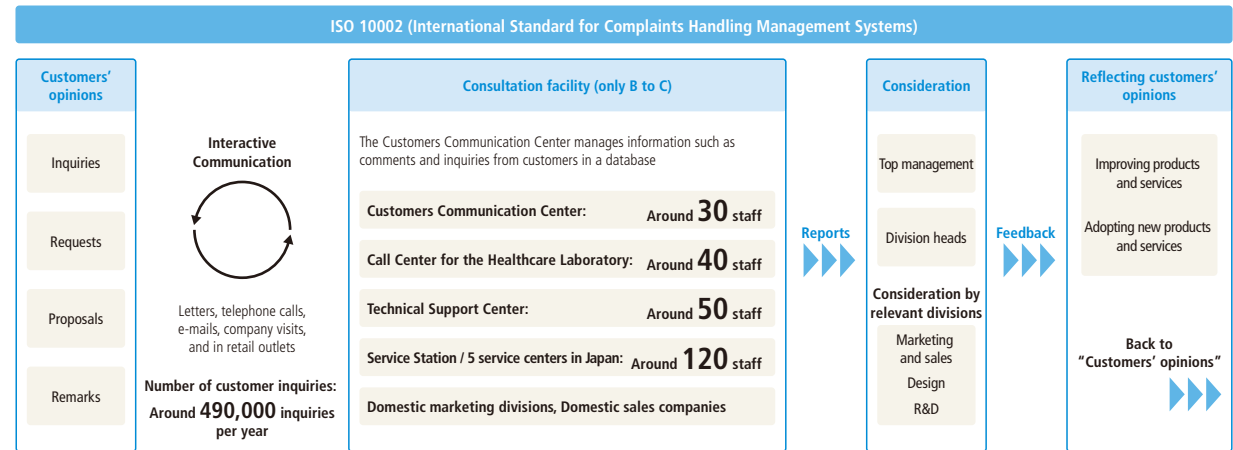 ISO 10002 (International Standard for Complaints Handling Management Systems)
Customers’
opinions
Inquiries
Requests
Proposals
Remarks
Interactive
Communication
Letters, telephone calls,
e-mails, company visits,
and in retail outlets
Number of customer inquiries:
Around 490,000 inquiries
per year
Consultation facility (only B to C)
The Customers Communication Center manages information such as
comments and inquiries from customers in a database
Customers Communication Center: Around 30 staff
Call Center for the Healthcare Laboratory: Around 40 staff
Technical Support Center: Around 50 staff
Service Station / 5 service centers in Japan: Around 120 staff
Domestic marketing divisions, Domestic sales companies
Reports
Consideration
Top management
Division heads
Consideration by
relevant divisions
Marketing
and sales
Design
R&D
Feedback
Reflecting customers’
opinions
Improving products
and services
Adopting new products
and services
Back to
“Customers’ opinions”